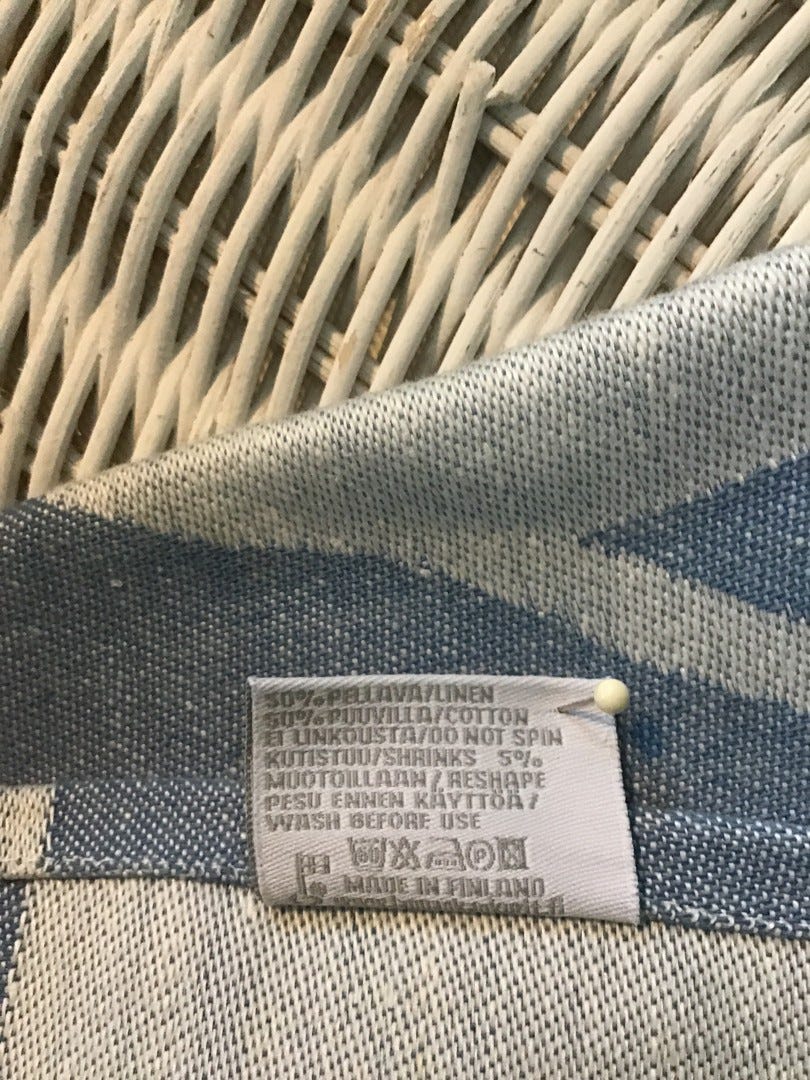 50% PELLAVA/LINEN
50% PUUVILLA/COTTON
EI LINKOUSTA/DO NOT SPIN
KUTISTUU/SHRINKS 5%
MUOTOILLAAN / RESHAPE
PESU ENNEN KÄYTTÖÄ /
WASH BEFORE USE
60 P
MADE IN FINLAND